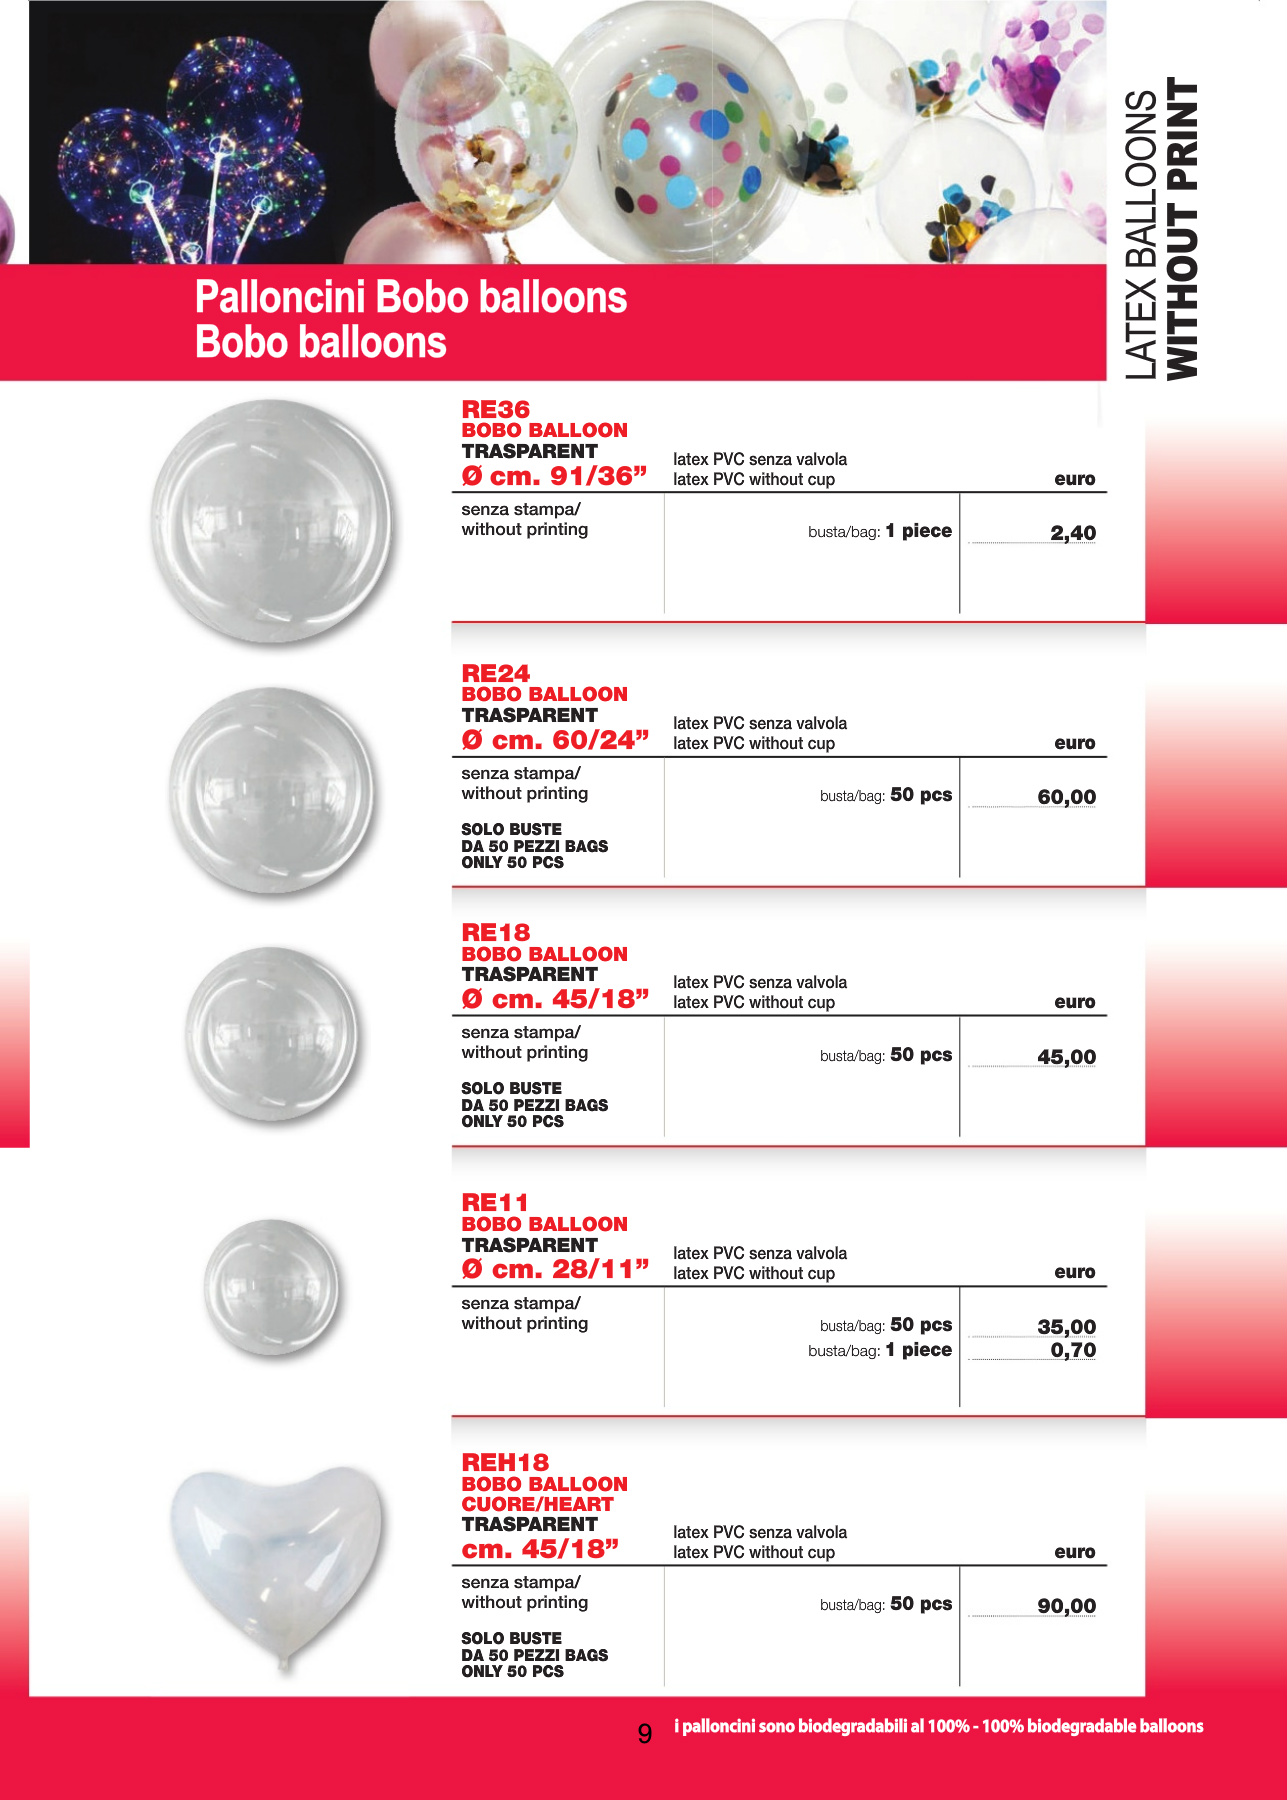 LATEX BALLOONS
WITHOUT PRINT
Palloncini Bobo balloons
Bobo balloons
RE36
BOBO BALLOON
TRASPARENT
Ø cm. 91/36”
latex PVC senza valvola
latex PVC without cup
euro
senza stampa/
without printing
busta/bag: 1 piece
2,40
RE24
BOBO BALLOON
TRASPARENT
Ø cm. 60/24”
latex PVC senza valvola
latex PVC without cup
euro
senza stampa/
without printing
busta/bag: 50 pcs
60,00
SOLO BUSTE
DA 50 PEZZI BAGS
ONLY 50 PCS
RE18
BOBO BALLOON
TRASPARENT
Ø cm. 45/18”
latex PVC senza valvola
latex PVC without cup
euro
senza stampa/
without printing
busta/bag: 50 pcs
45,00
SOLO BUSTE
DA 50 PEZZI BAGS
ONLY 50 PCS
RE11
BOBO BALLOON
TRASPARENT
Ø cm. 28/11”
latex PVC senza valvola
latex PVC without cup
euro
senza stampa/
without printing
busta/bag: 50 pcs
35,00
busta/bag: 1 piece
0,70
REH18
BOBO BALLOON
CUORE/HEART
TRASPARENT
cm. 45/18”
latex PVC senza valvola
latex PVC without cup
euro
senza stampa/
without printing
busta/bag: 50 pcs
90,00
SOLO BUSTE
DA 50 PEZZI BAGS
ONLY 50 PCS
9
i palloncini sono biodegradabili al 100% - 100% biodegradable balloons